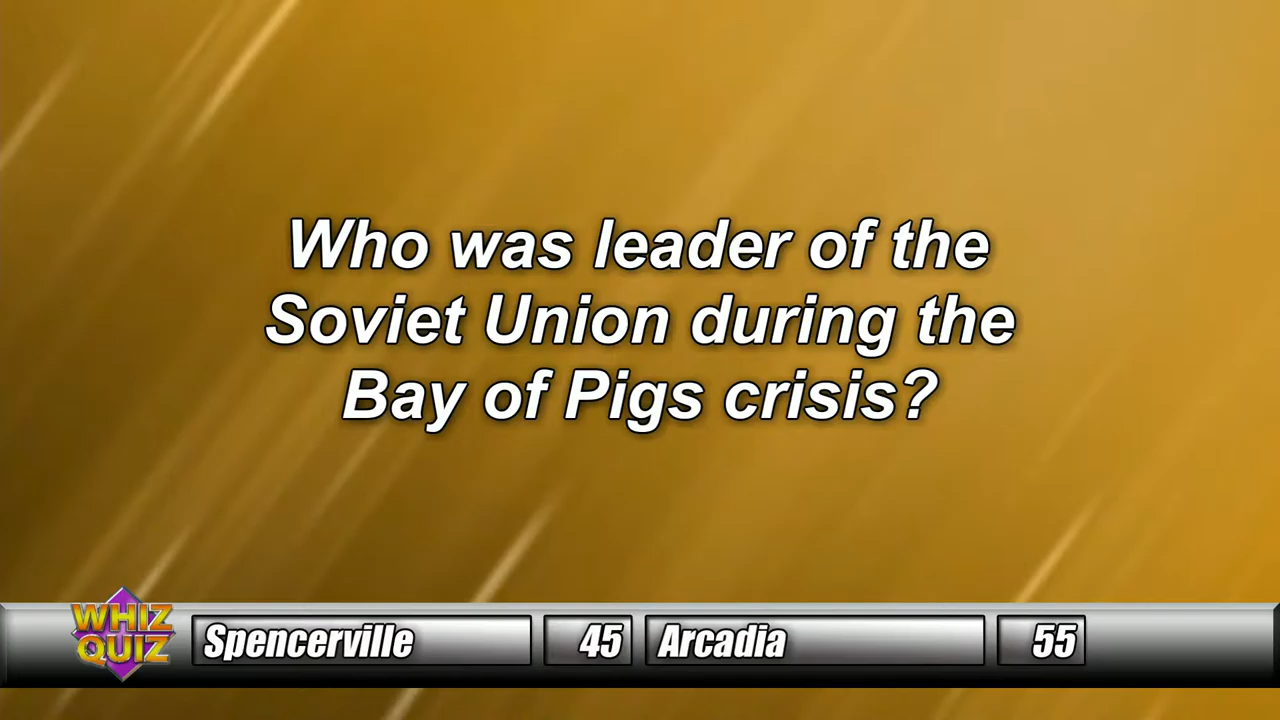 Who was leader of the
Soviet Union during the
Bay of Pigs crisis?
WHIZ
QUIZ
Spencerville 45 Arcadia 55